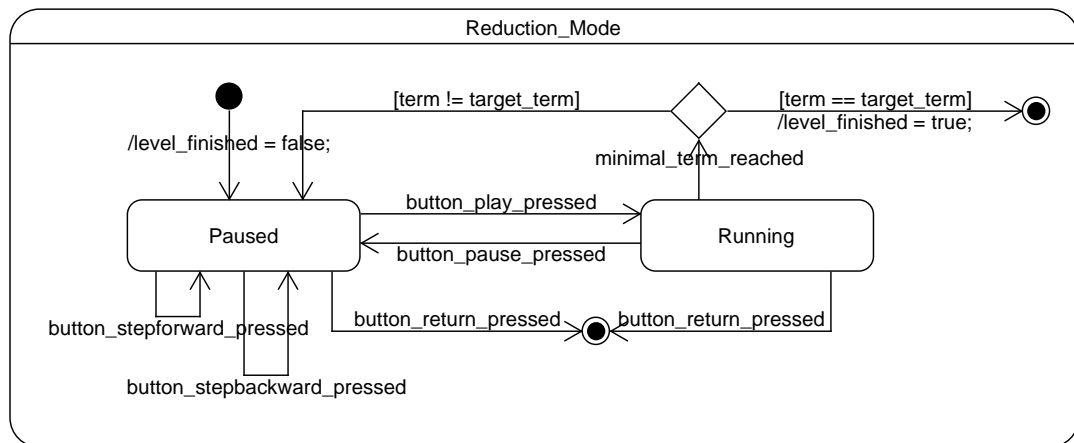 Reduction_Mode
[term != target_term]
[term == target_term]
/level_finished = true;
/level_finished = false;
minimal_term_reached
button_play_pressed
Paused
Running
button_pause_pressed
button_stepforward_pressed
button_return_pressed
button_return_pressed
button_stepbackward_pressed